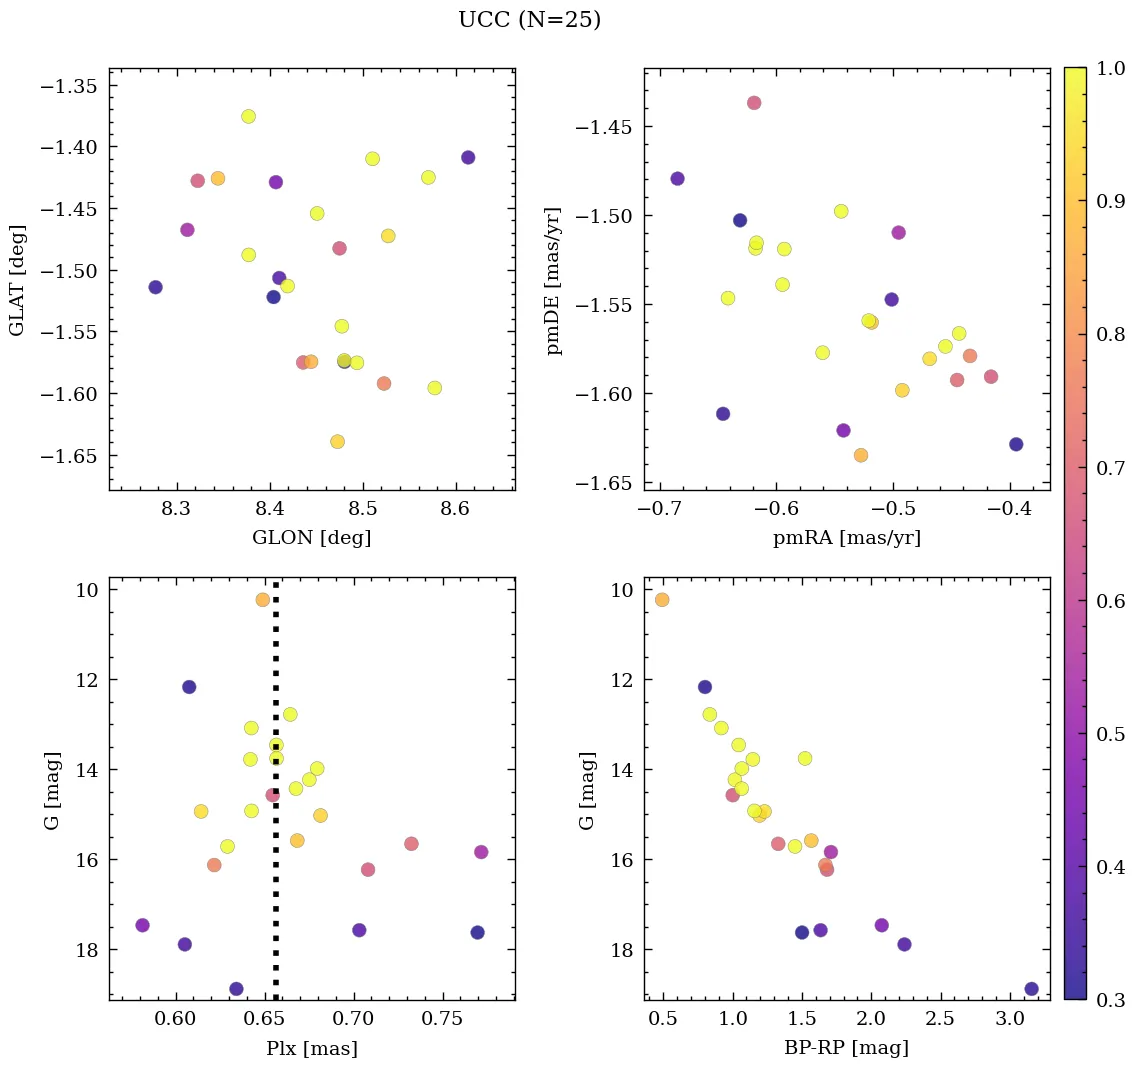 UCC (N=25)
−1.35
−1.40
−1.45
−1.50
−1.55
−1.60
−1.65
GLAT [deg]
8.3 8.4 8.5 8.6
GLON [deg]
−1.45
−1.50
−1.55
−1.60
−1.65
pmDE [mas/yr]
−0.7 −0.6 −0.5 −0.4
pmRA [mas/yr]
10
12
14
16
18
G [mag]
0.60 0.65 0.70 0.75
Plx [mas]
10
12
14
16
18
G [mag]
0.5 1.0 1.5 2.0 2.5 3.0
BP-RP [mag]
1.0
0.9
0.8
0.7
0.6
0.5
0.4
0.3